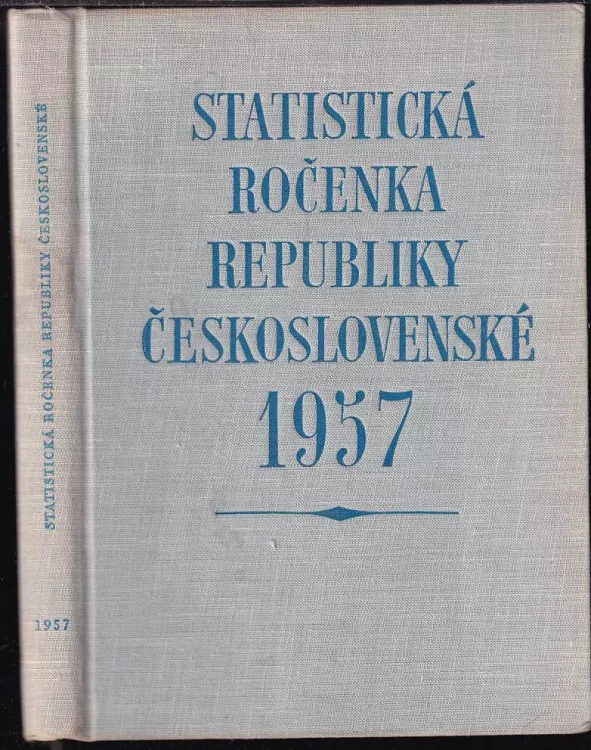 STATISTICKÁ
ROČENKA
REPUBLIKY
ČESKOSLOVENSKÉ
1957
STATISTICKÁ ROČENKA REPUBLIKY ČESKOSLOVENSKÉ
1957